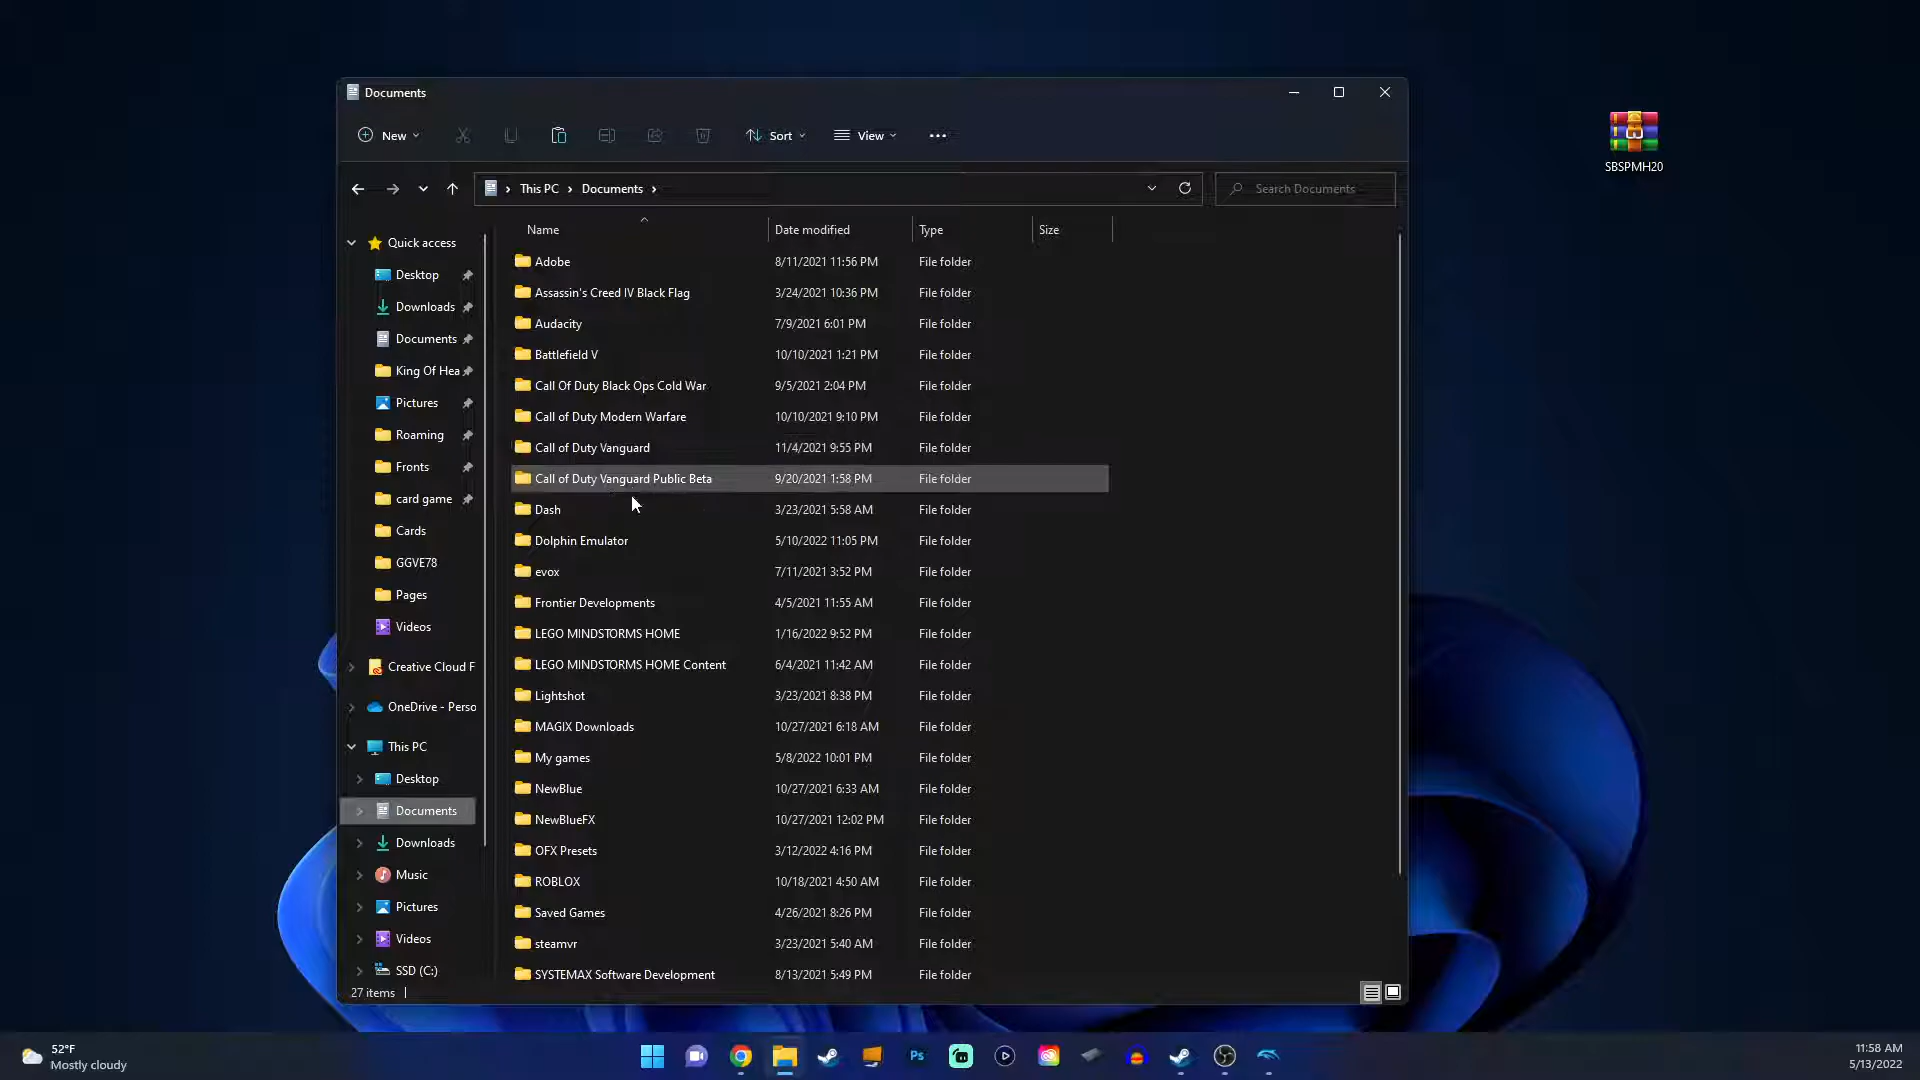 Documents
New
Sort
View
This PC
Documents
Search Documents
SBSPMH20
Quick access
Desktop
Downloads
Documents
King Of Hea
Pictures
Roaming
Fronts
card game
Cards
GGVE78
Pages
Videos
Creative Cloud F
OneDrive - Perso
This PC
Desktop
Documents
Downloads
Music
Pictures
Videos
SSD (C:)
Name Date modified Type Size
Adobe 8/11/2021 11:56 PM File folder
Assassin's Creed IV Black Flag 3/24/2021 10:36 PM File folder
Audacity 7/9/2021 6:01 PM File folder
Battlefield V 10/10/2021 1:21 PM File folder
Call Of Duty Black Ops Cold War 9/5/2021 2:04 PM File folder
Call of Duty Modern Warfare 10/10/2021 9:10 PM File folder
Call of Duty Vanguard 11/4/2021 9:55 PM File folder
Call of Duty Vanguard Public Beta 9/20/2021 1:58 PM File folder
Dash 3/23/2021 5:58 AM File folder
Dolphin Emulator 5/10/2022 11:05 PM File folder
evox 7/11/2021 3:52 PM File folder
Frontier Developments 4/5/2021 11:55 AM File folder
LEGO MINDSTORMS HOME 1/16/2022 9:52 PM File folder
LEGO MINDSTORMS HOME Content 6/4/2021 11:42 AM File folder
Lightshot 3/23/2021 8:38 PM File folder
MAGIX Downloads 10/27/2021 6:18 AM File folder
My games 5/8/2022 10:01 PM File folder
NewBlue 10/27/2021 6:33 AM File folder
NewBlueFX 10/27/2021 12:02 PM File folder
OFX Presets 3/12/2022 4:16 PM File folder
ROBLOX 10/18/2021 4:50 AM File folder
Saved Games 4/26/2021 8:26 PM File folder
steamvr 3/23/2021 5:40 AM File folder
SYSTEMAX Software Development 8/13/2021 5:49 PM File folder
27 items
52°F
Mostly cloudy
Ps
11:58 AM
5/13/2022